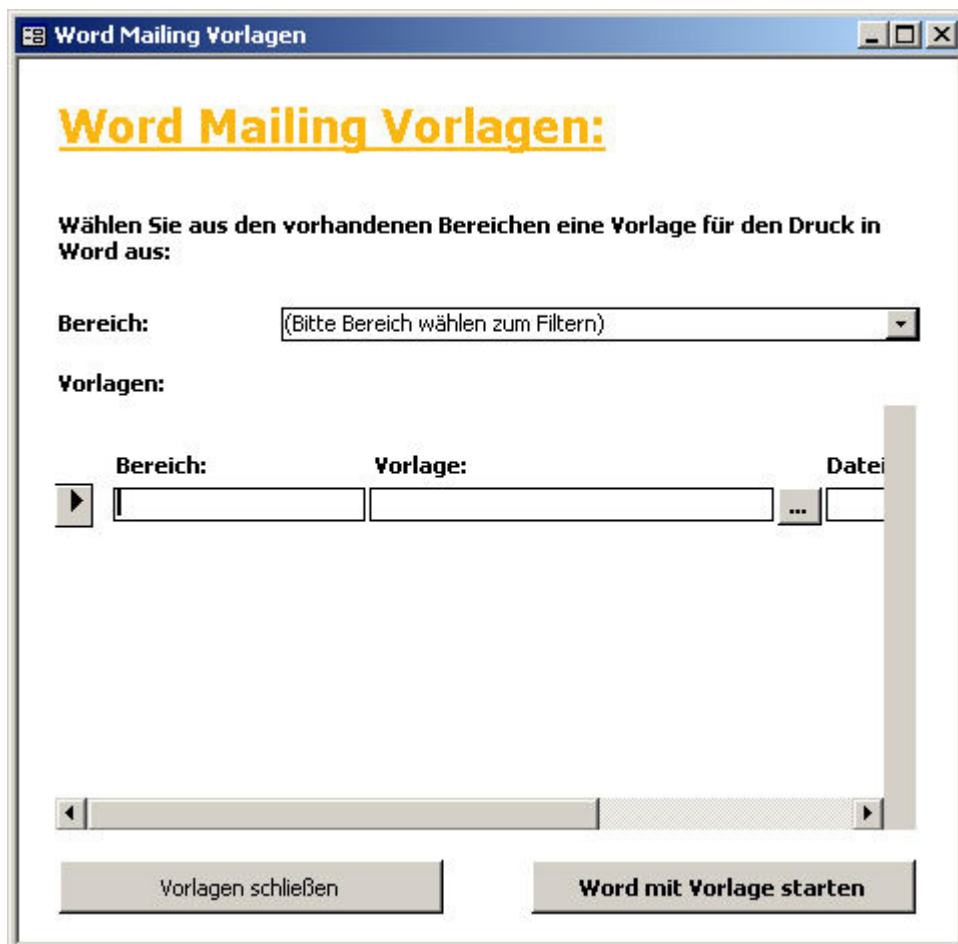 Word Mailing Vorlagen
Word Mailing Vorlagen:
Wählen Sie aus den vorhandenen Bereichen eine Vorlage für den Druck in
Word aus:
Bereich: (Bitte Bereich wählen zum Filtern)
Vorlagen:
Bereich: Vorlage: Datei
...
Vorlagen schließen Word mit Vorlage starten